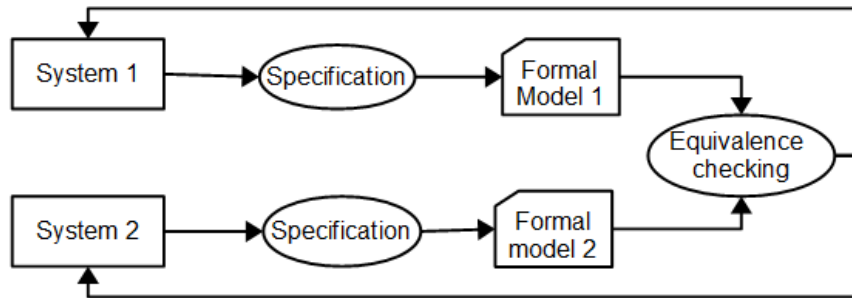 System 1
Specification
Formal
Model 1
Equivalence
checking
System 2
Specification
Formal
model 2